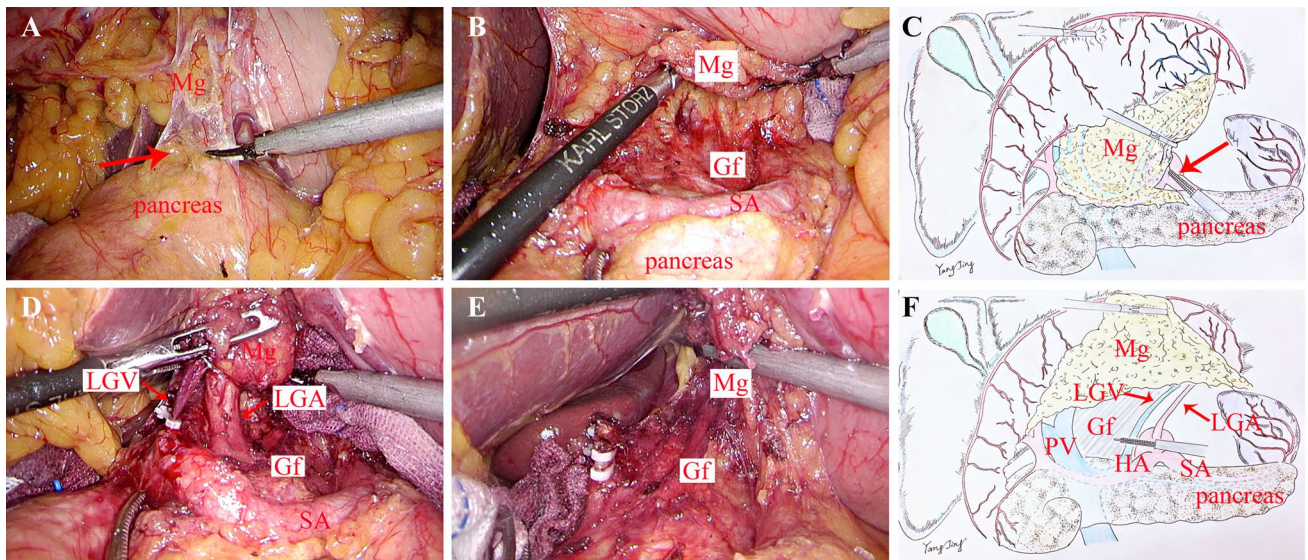 A
Mg
pancreas
B
Mg
KARL STORZ
Gf
SA
pancreas
C
Mg
pancreas
Yang Jing
D
Mg
LGV
LGA
Gf
SA
E
Mg
Gf
F
Mg
LGV
LGA
Gf
PV
HA
SA
pancreas
Yang Jing